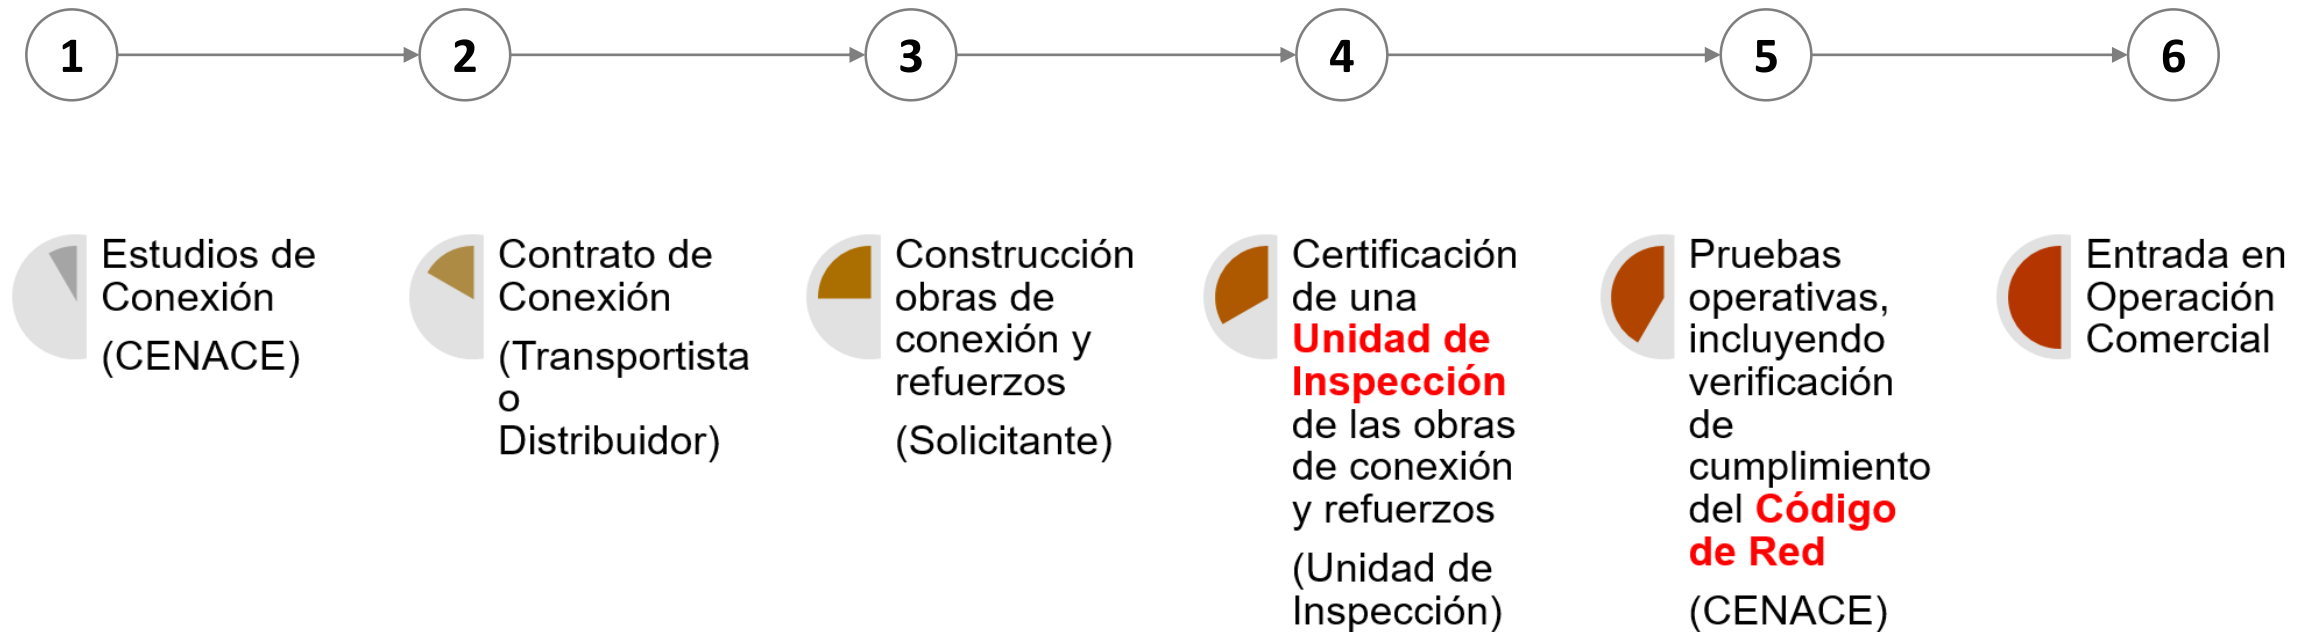 1
2
3
4
5
6
Estudios de
Conexión
(CENACE)
Contrato de
Conexión
(Transportista
o
Distribuidor)
Construcción
obras de
conexión y
refuerzos
(Solicitante)
Certificación
de una
Unidad de
Inspección
de las obras
de conexión
y refuerzos
(Unidad de
Inspección)
Pruebas
operativas,
incluyendo
verificación
de
cumplimiento
del Código
de Red
(CENACE)
Entrada en
Operación
Comercial